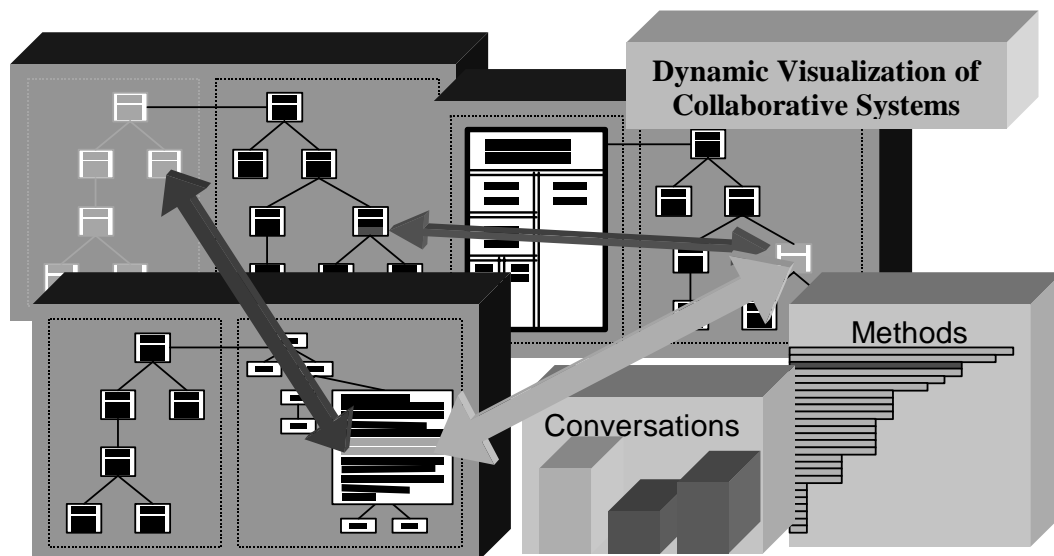 Dynamic Visualization of
Collaborative Systems
Methods
Conversations